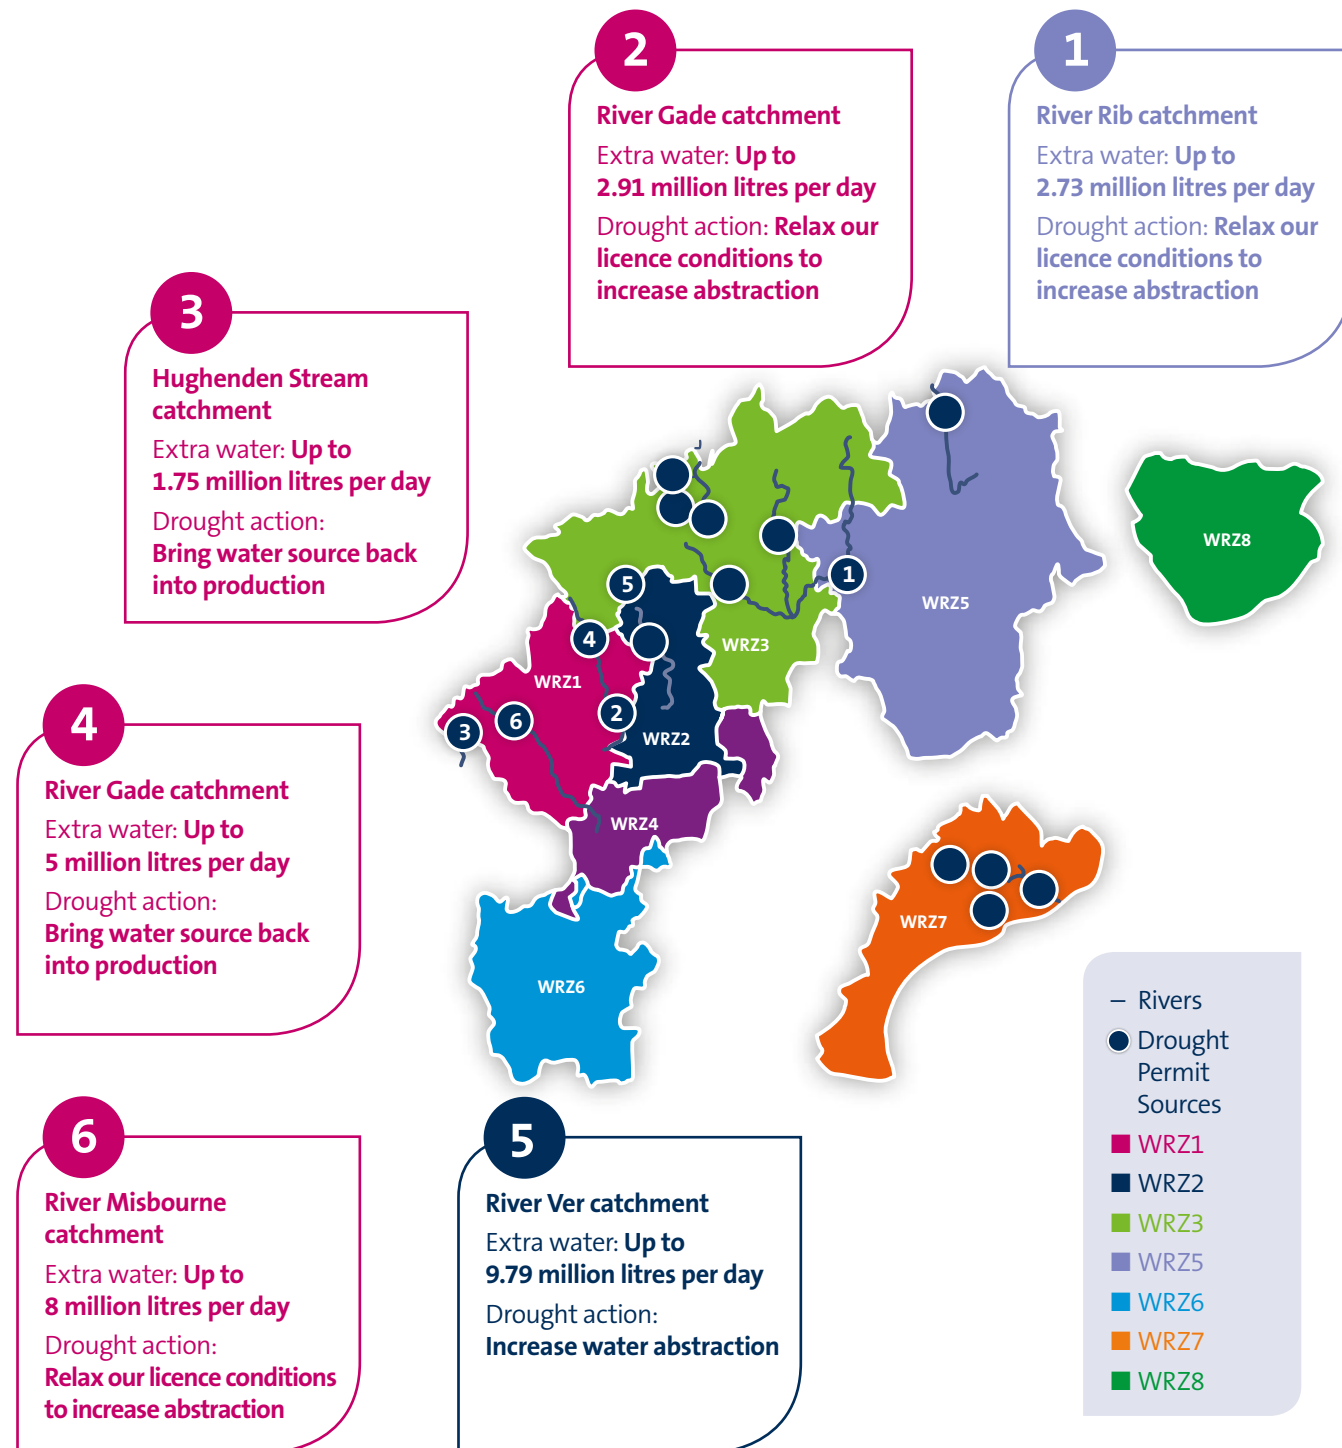 1
River Rib catchment
Extra water: Up to
2.73 million litres per day
Drought action: Relax our
licence conditions to
increase abstraction
2
River Gade catchment
Extra water: Up to
2.91 million litres per day
Drought action: Relax our
licence conditions to
increase abstraction
3
Hughenden Stream
catchment
Extra water: Up to
1.75 million litres per day
Drought action:
Bring water source back
into production
4
River Gade catchment
Extra water: Up to
5 million litres per day
Drought action:
Bring water source back
into production
5
River Ver catchment
Extra water: Up to
9.79 million litres per day
Drought action:
Increase water abstraction
6
River Misbourne
catchment
Extra water: Up to
8 million litres per day
Drought action:
Relax our licence conditions
to increase abstraction
WRZ8
1
5
WRZ5
4
WRZ3
WRZ1
2
6
3
WRZ2
WRZ4
WRZ7
WRZ6
Rivers
Drought
Permit
Sources
WRZ1
WRZ2
WRZ3
WRZ5
WRZ6
WRZ7
WRZ8